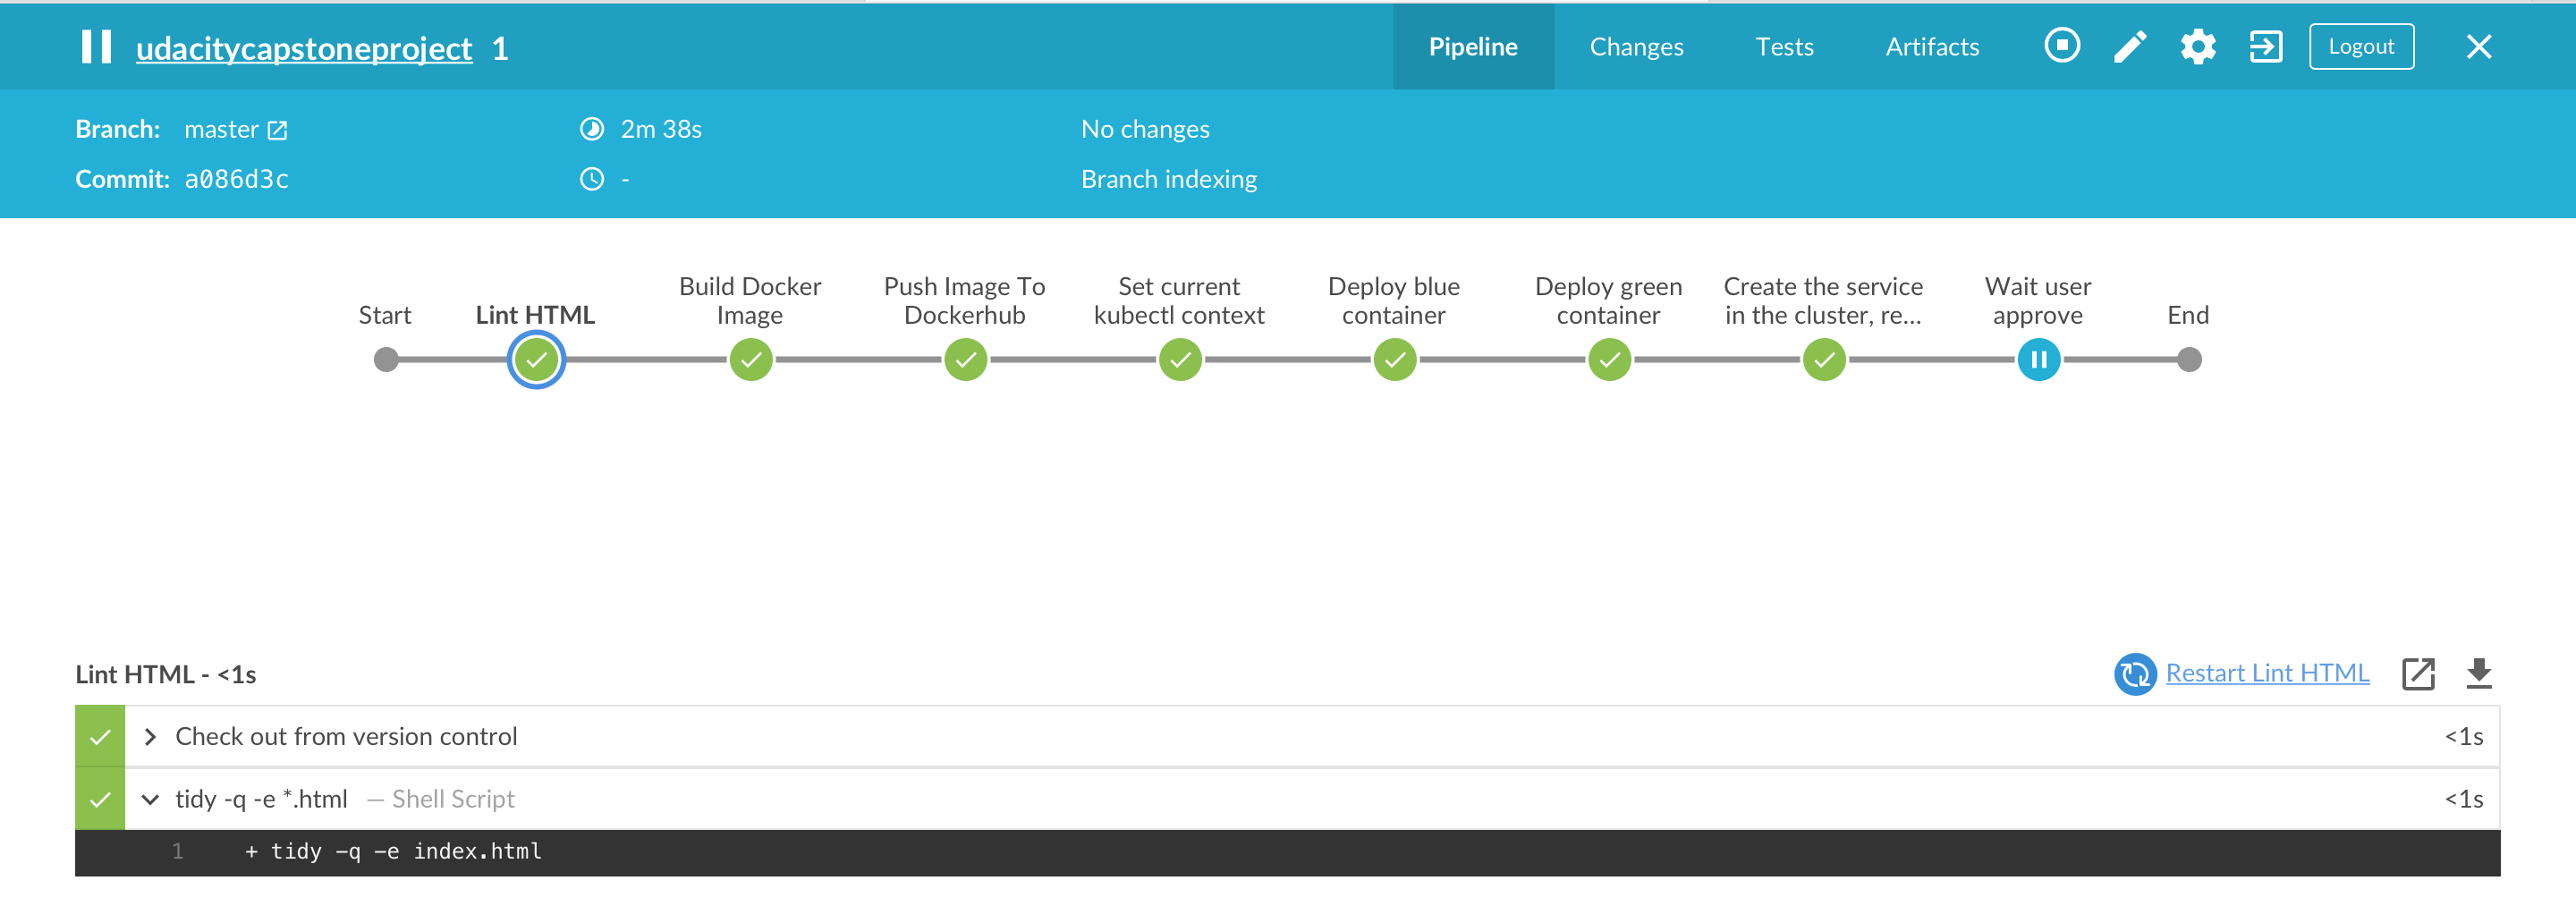 udacitycapstoneproject 1
Pipeline Changes Tests Artifacts Logout
Branch: master 2m 38s No changes
Commit: a086d3c - Branch indexing
Start
Lint HTML
Build Docker
Image
Push Image To
Dockerhub
Set current
kubectl context
Deploy blue
container
Deploy green
container
Create the service
in the cluster, re...
Wait user
approve
End
Lint HTML - <1s Restart Lint HTML
Check out from version control <1s
tidy -q -e *.html — Shell Script <1s
1 + tidy -q -e index.html